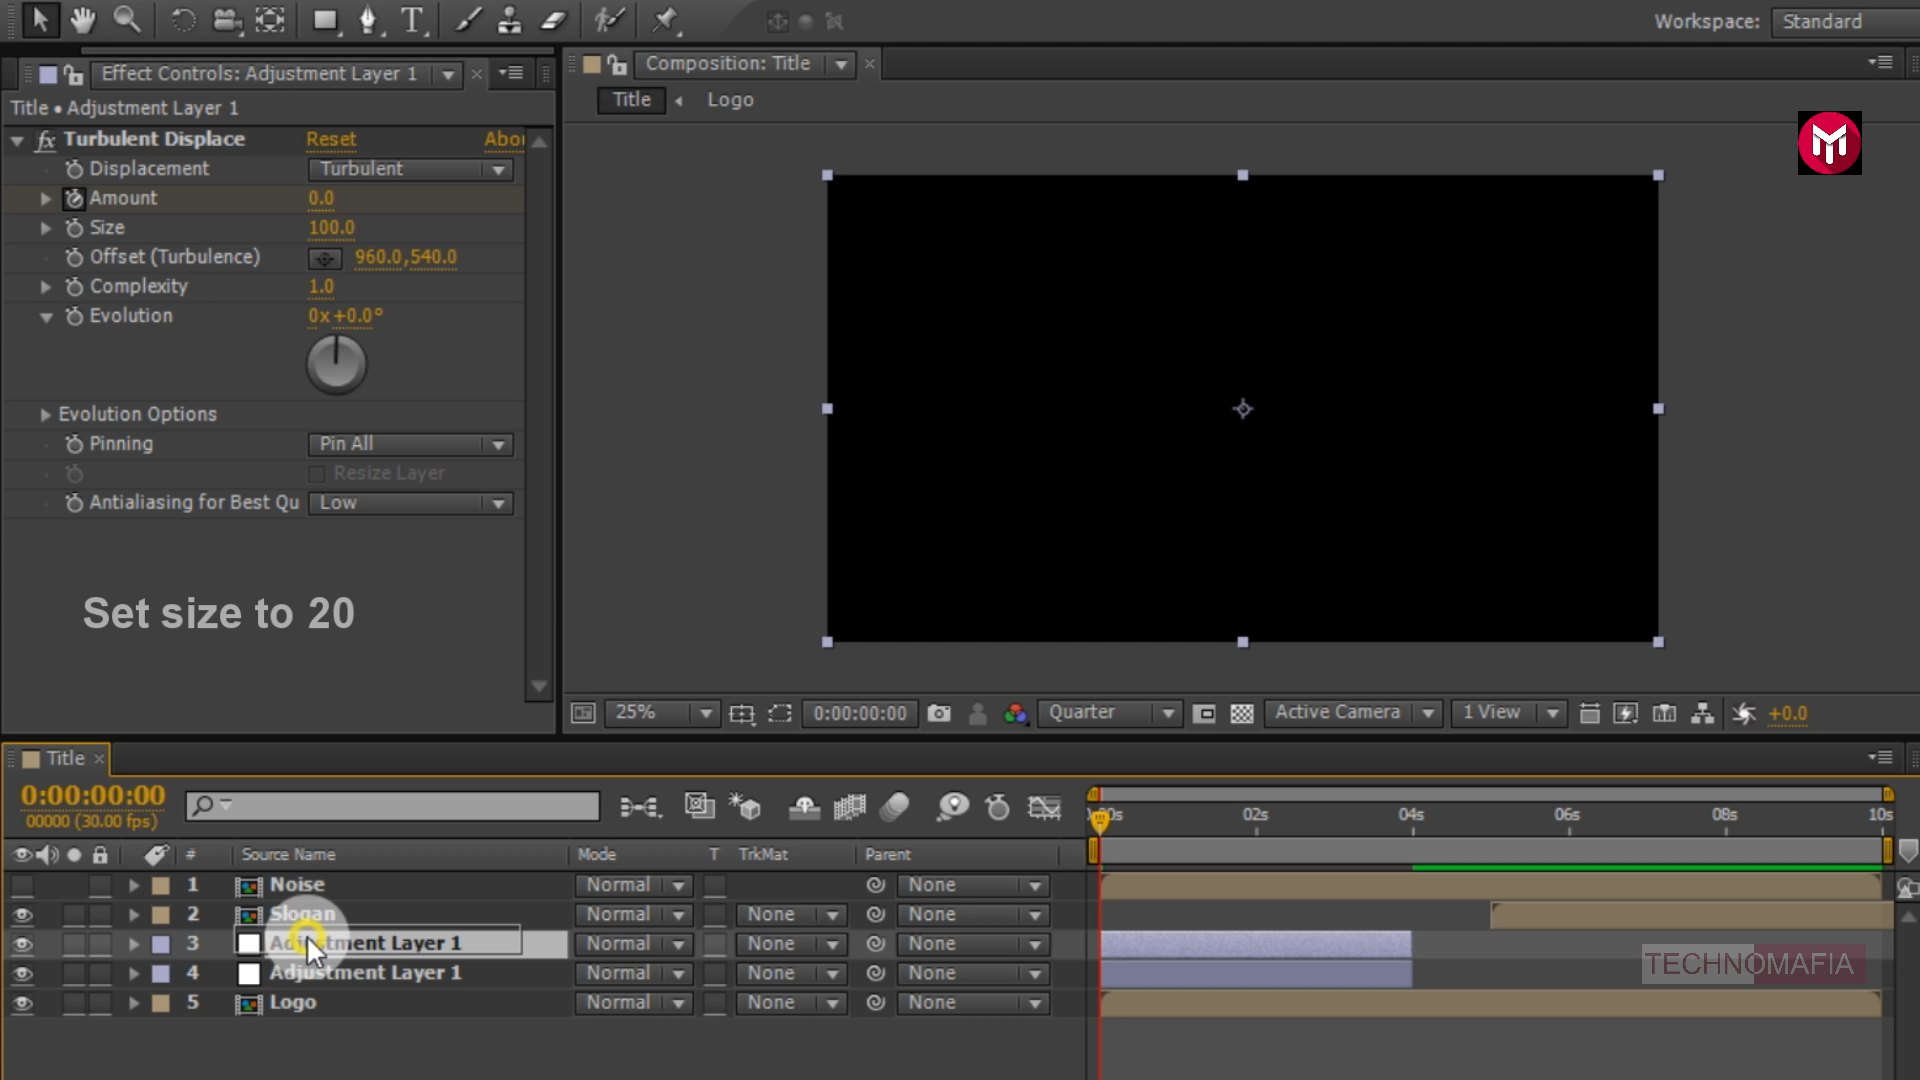 Workspace: Standard
Effect Controls: Adjustment Layer 1
Composition: Title
Title • Adjustment Layer 1
Title Logo
fx Turbulent Displace Reset Abou
Displacement Turbulent
Amount 0.0
Size 100.0
Offset (Turbulence) 960.0,540.0
Complexity 1.0
Evolution 0x+0.0°
Evolution Options
Pinning Pin All
Resize Layer
Antialiasing for Best Qu Low
Set size to 20
25% 0:00:00:00 Quarter Active Camera 1 View +0.0
Title
0:00:00:00
00000 (30.00 fps)
02s 04s 06s 08s 10s
# Source Name Mode T TrkMat Parent
1 Noise Normal None
2 Slogan Normal None None
3 Adjustment Layer 1 Normal None None
4 Adjustment Layer 1 Normal None None
5 Logo Normal None None
TECHNOMAFIA